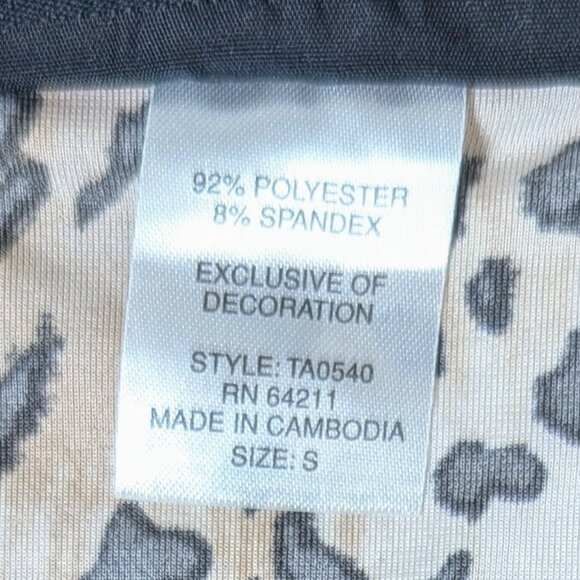 92% POLYESTER
8% SPANDEX
EXCLUSIVE OF
DECORATION
STYLE: TA0540
RN 64211
MADE IN CAMBODIA
SIZE: S